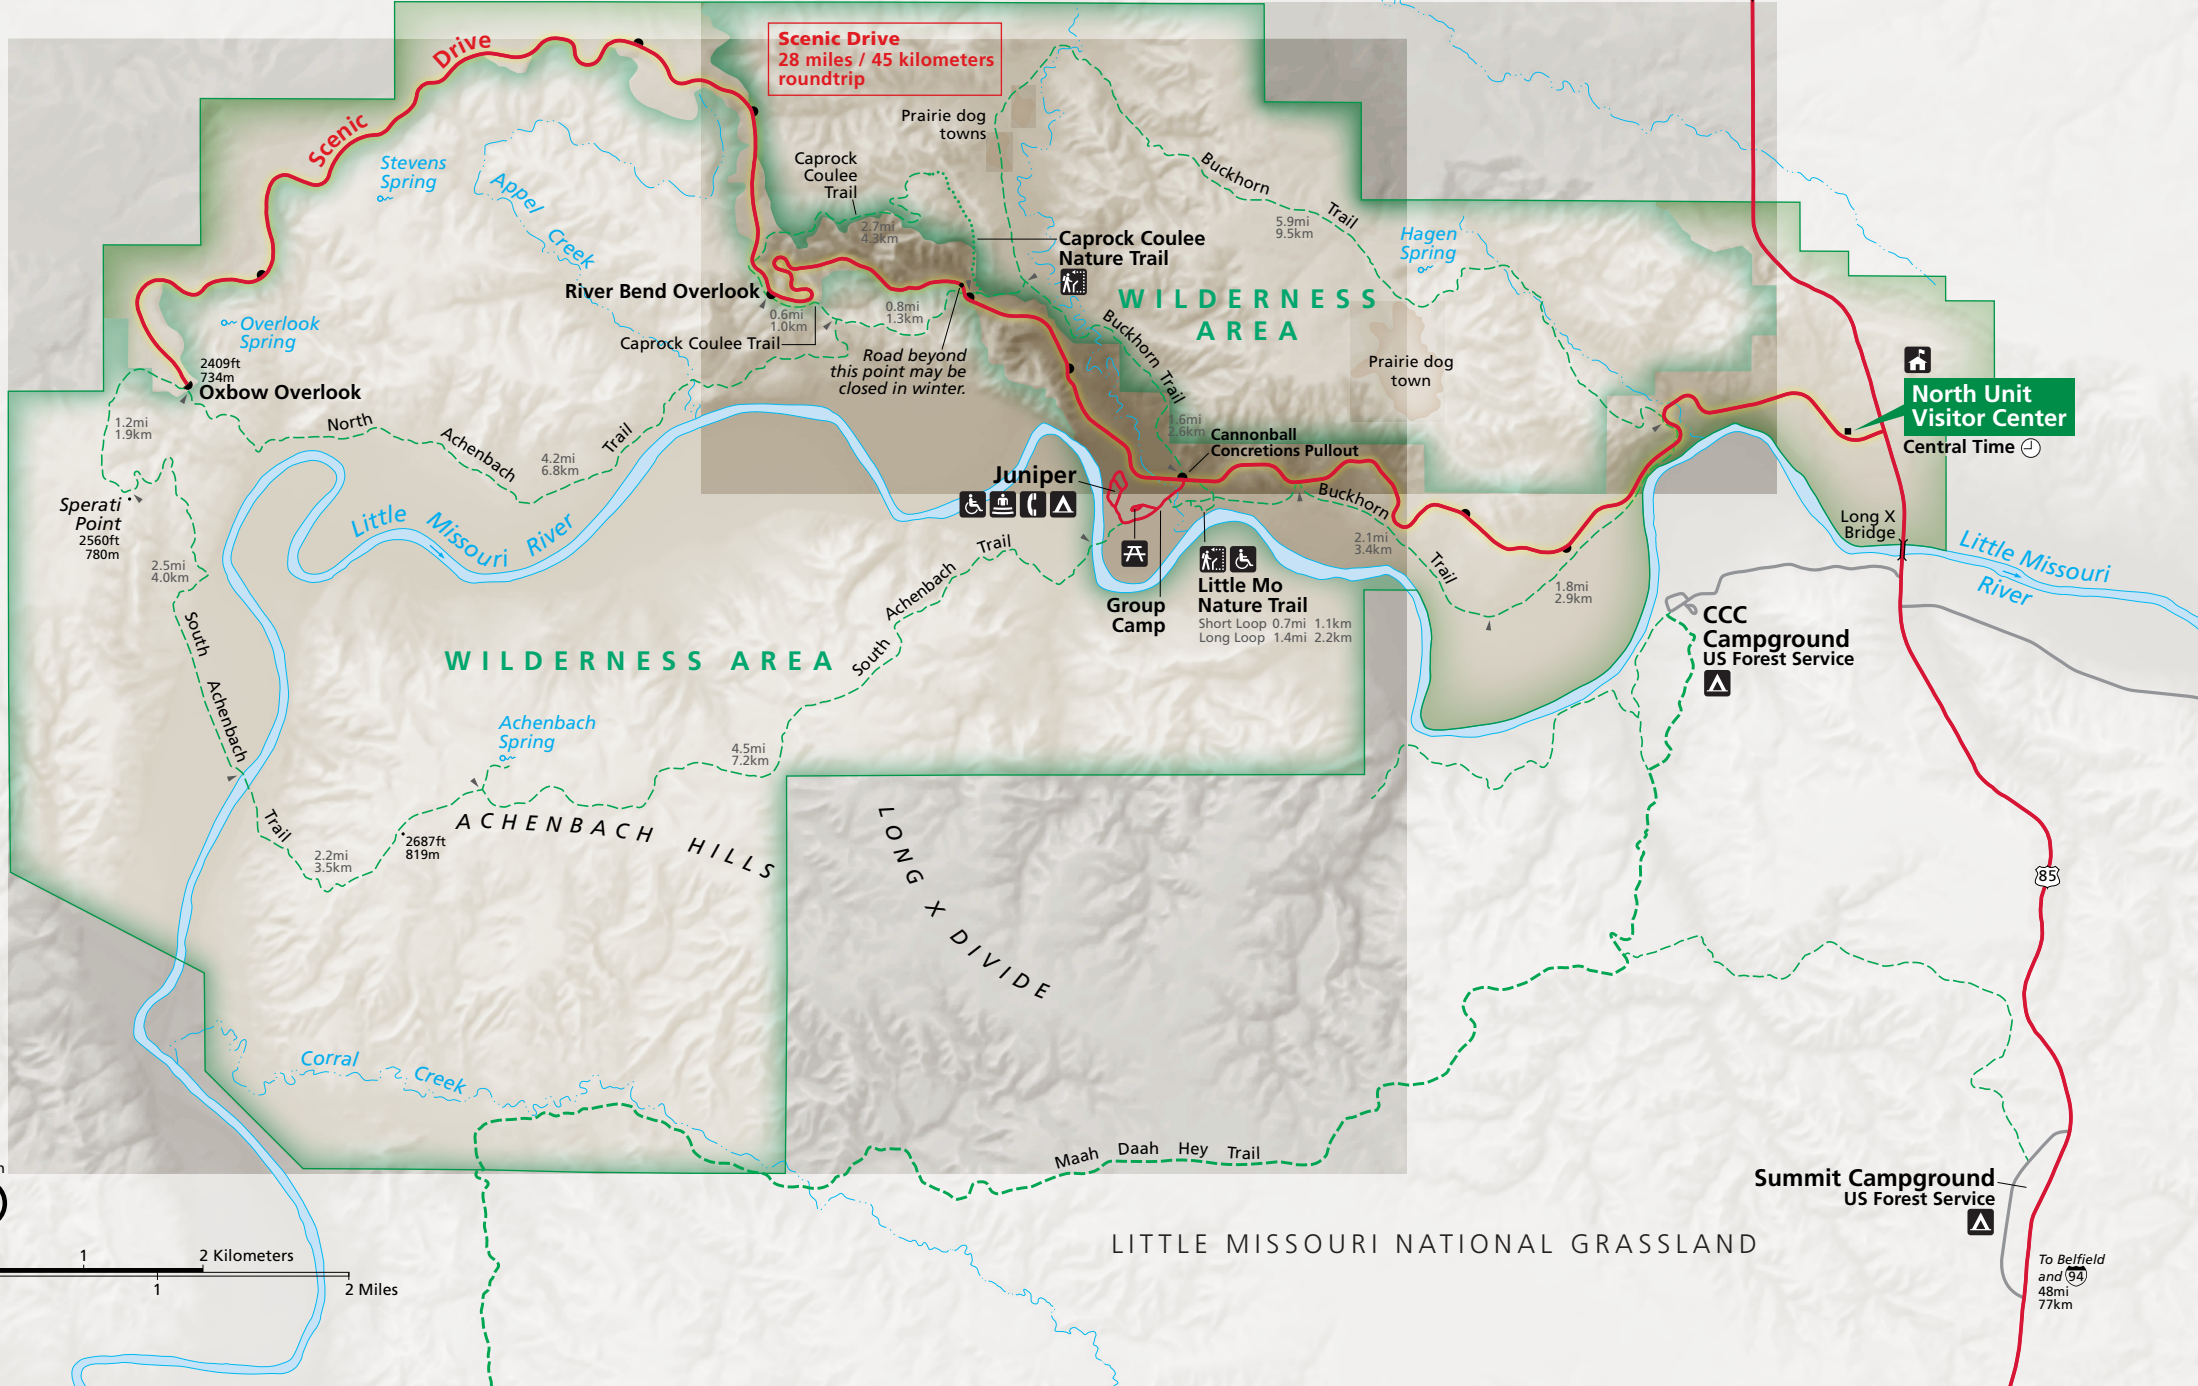 Scenic Drive
28 miles / 45 kilometers
roundtrip
Scenic
Drive
Prairie dog
towns
Caprock
Coulee
Trail
Stevens
Spring
Appel
Creek
2.7mi
4.3km
Buckhorn
Trail
5.9mi
9.5km
Hagen
Spring
Caprock Coulee
Nature Trail
WILDERNESS
AREA
River Bend Overlook
0.6mi
1.0km
0.8mi
1.3km
Caprock Coulee Trail
Road beyond
this point may be
closed in winter.
Buckhorn Trail
Overlook
Spring
2409ft
734m
Oxbow Overlook
Prairie dog
town
North Unit
Visitor Center
Central Time
1.2mi
1.9km
North
Achenbach
Trail
4.2mi
6.8km
1.6mi
2.6km
Cannonball
Concretions Pullout
Juniper
Sperati
Point
2560ft
780m
Little
Missouri
River
Buckhorn
Trail
2.1mi
3.4km
1.8mi
2.9km
Long X
Bridge
Little Missouri
River
2.5mi
4.0km
South
Achenbach
Trail
South
Achenbach
Trail
Group
Camp
Little Mo
Nature Trail
Short Loop 0.7mi 1.1km
Long Loop 1.4mi 2.2km
CCC
Campground
US Forest Service
WILDERNESS AREA
Achenbach
Spring
4.5mi
7.2km
2.2mi
3.5km
2687ft
819m
ACHENBACH HILLS
LONG X DIVIDE
85
Corral
Creek
Maah Daah Hey Trail
Summit Campground
US Forest Service
LITTLE MISSOURI NATIONAL GRASSLAND
To Belfield
and 94
48mi
77km
1
2 Kilometers
1
2 Miles